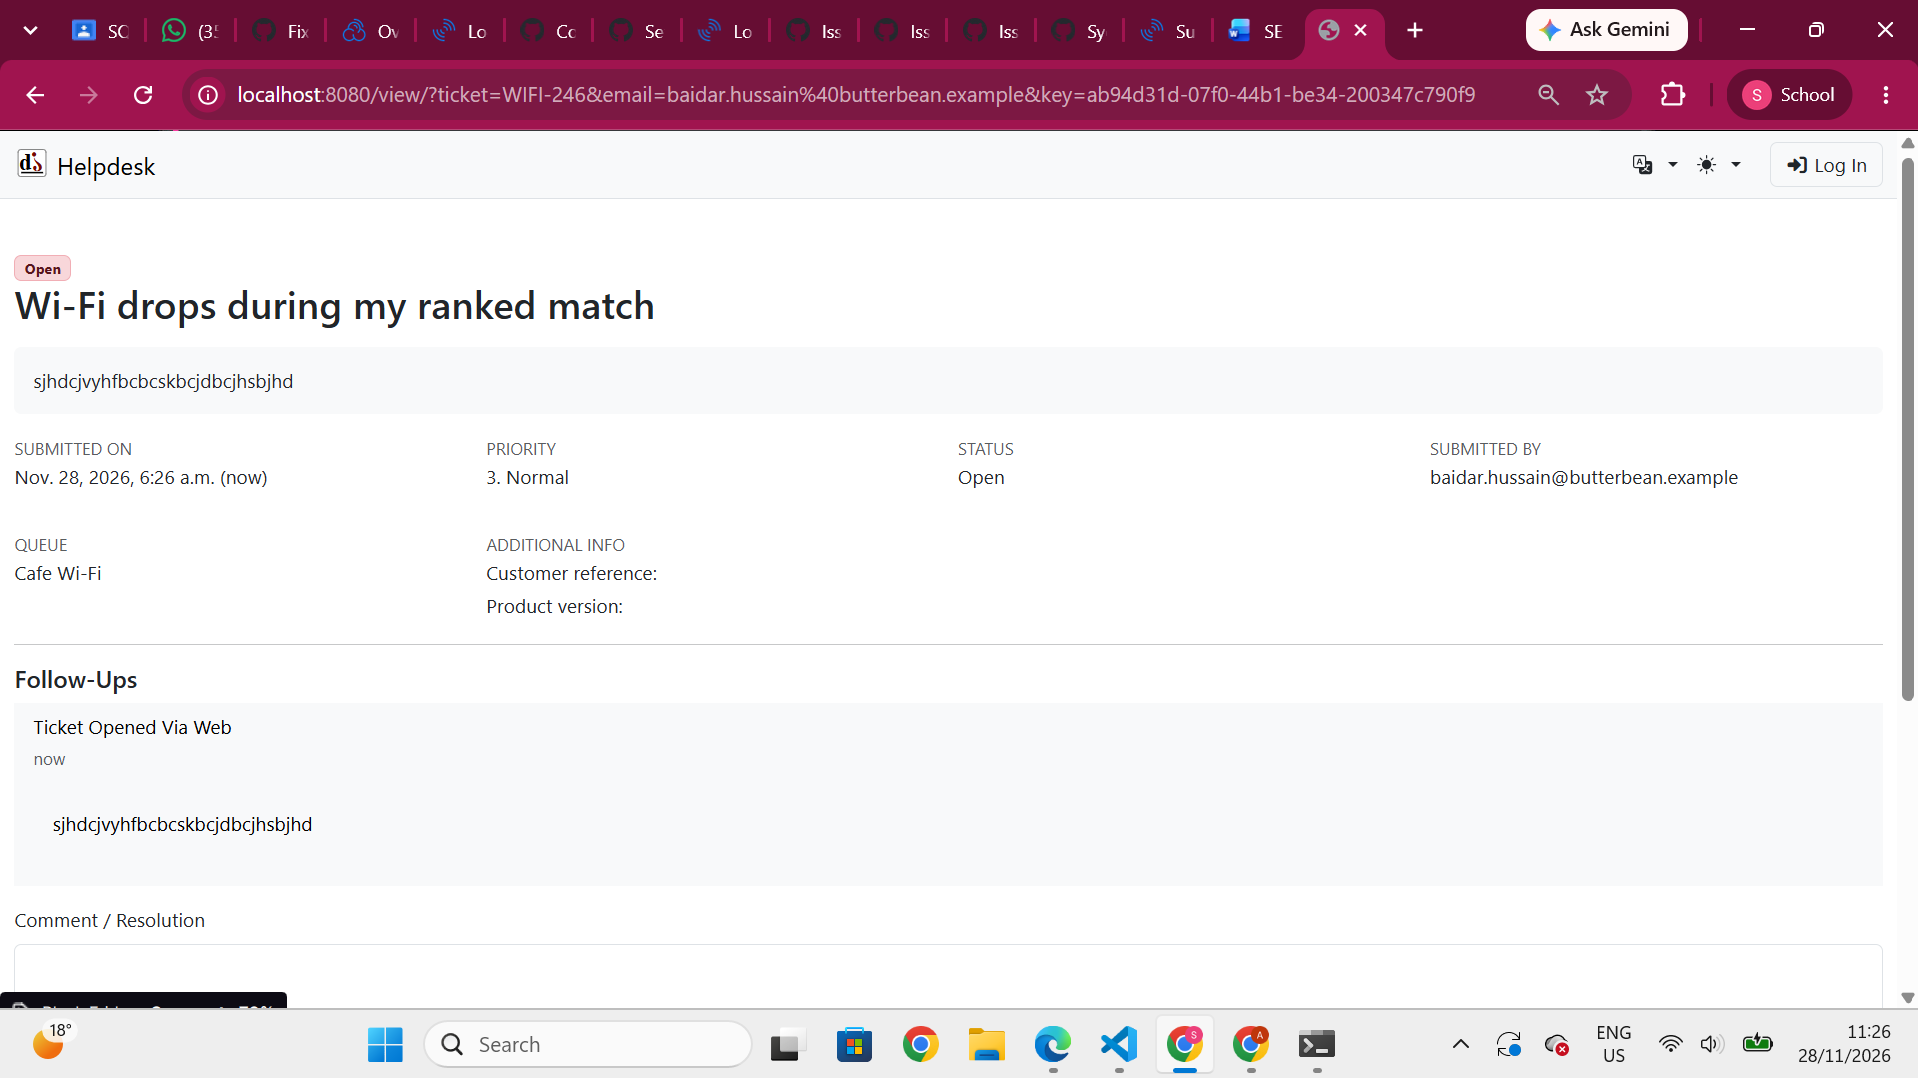 SC
(35
Fix
Ov
Lo
Co
Se
Lo
Iss
Iss
Iss
Sy
Su
SE
Ask Gemini
localhost:8080/view/?ticket=WIFI-246&email=baidar.hussain%40butterbean.example&key=ab94d31d-07f0-44b1-be34-200347c790f9
S School
ds Helpdesk
Log In
Open
Wi-Fi drops during my ranked match
sjhdcjvyhfbcbcskbcjdbcjhsbjhd
SUBMITTED ON
Nov. 28, 2026, 6:26 a.m. (now)
PRIORITY
3. Normal
STATUS
Open
SUBMITTED BY
baidar.hussain@butterbean.example
QUEUE
Cafe Wi-Fi
ADDITIONAL INFO
Customer reference:
Product version:
Follow-Ups
Ticket Opened Via Web
now
sjhdcjvyhfbcbcskbcjdbcjhsbjhd
Comment / Resolution
18°
Search
ENG
US
11:26
28/11/2026